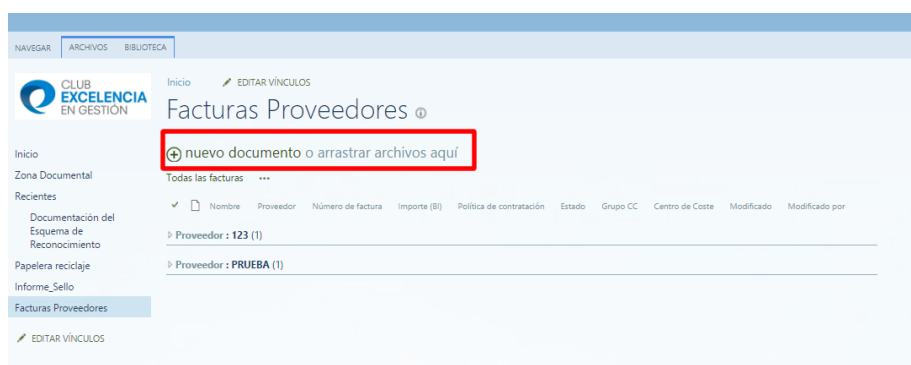 NAVEGAR ARCHIVOS BIBLIOTECA
CLUB
EXCELENCIA
EN GESTIÓN
Inicio EDITAR VÍNCULOS
Facturas Proveedores
nuevo documento o arrastrar archivos aquí
Todas las facturas ...
Nombre Proveedor Número de factura Importe (BI) Política de contratación Estado Grupo CC Centro de Coste Modificado Modificado por
Proveedor : 123 (1)
Proveedor : PRUEBA (1)
Inicio
Zona Documental
Recientes
Documentación del
Esquema de
Reconocimiento
Papelera reciclaje
Informe_Sello
Facturas Proveedores
EDITAR VÍNCULOS